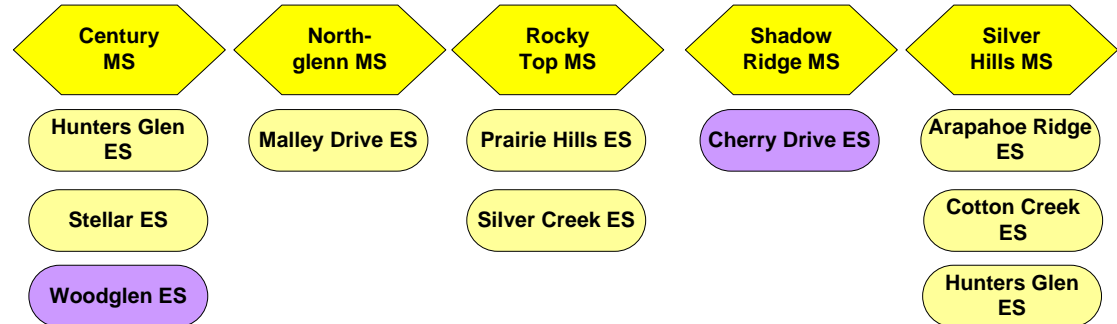 Century
MS
North-
glenn MS
Rocky
Top MS
Shadow
Ridge MS
Silver
Hills MS
Hunters Glen
ES
Malley Drive ES
Prairie Hills ES
Cherry Drive ES
Arapahoe Ridge
ES
Stellar ES
Silver Creek ES
Cotton Creek
ES
Woodglen ES
Hunters Glen
ES